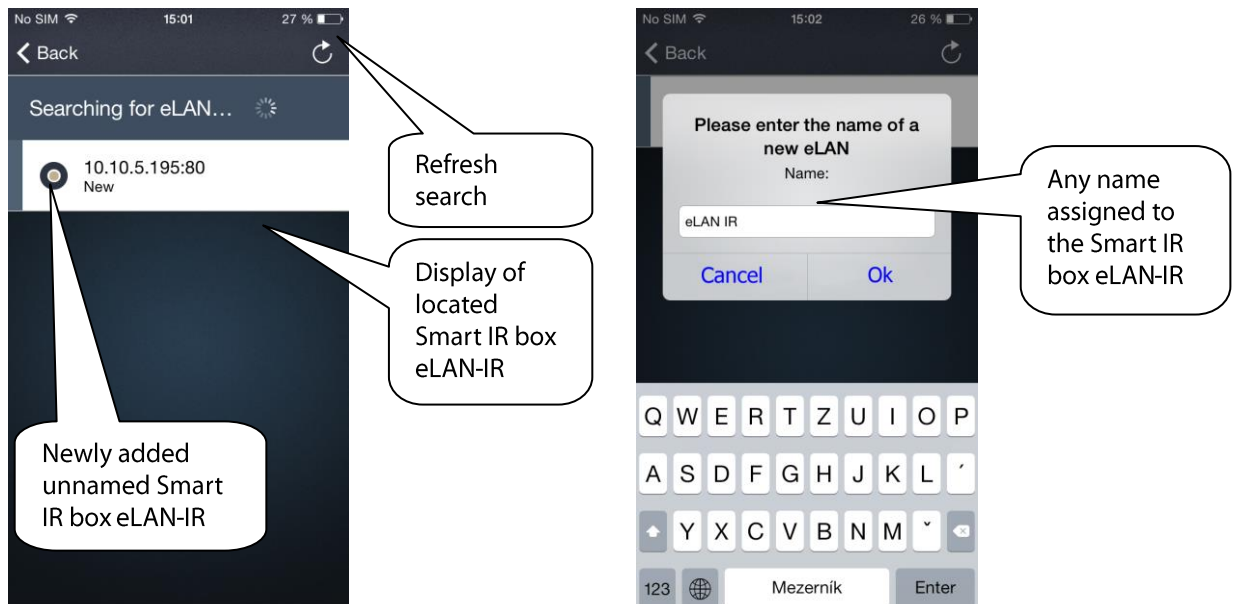 No SIM 15:01 27 %
Back
Searching for eLAN...
10.10.5.195:80
New
Refresh
search
Display of
located
Smart IR box
eLAN-IR
Newly added
unnamed Smart
IR box eLAN-IR
No SIM 15:02 26 %
Back
Please enter the name of a
new eLAN
Name:
eLAN IR
Cancel Ok
Any name
assigned to
the Smart IR
box eLAN-IR
Q W E R T Z U I O P
A S D F G H J K L ´
Y X C V B N M ˇ
123 Mezerník Enter